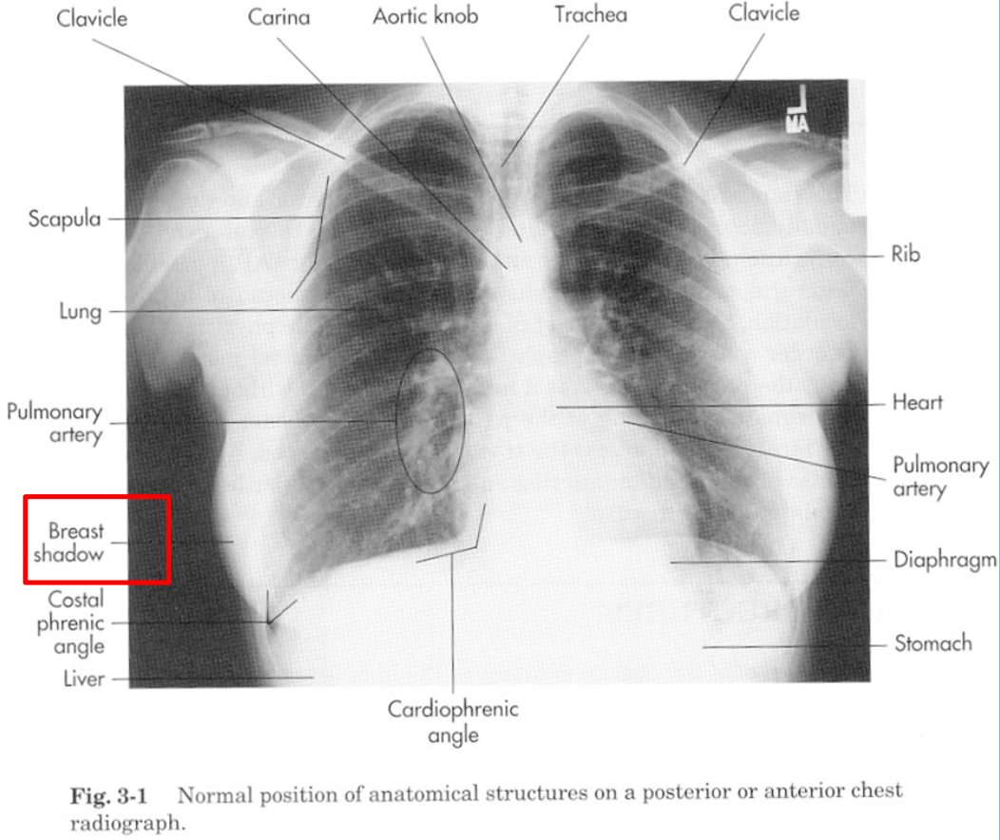 Clavicle
Carina
Aortic knob
Trachea
Clavicle
L
MA
Scapula
Rib
Lung
Pulmonary
artery
Heart
Pulmonary
artery
Breast
shadow
Diaphragm
Costal
phrenic
angle
Stomach
Liver
Cardiophrenic
angle
Fig. 3-1 Normal position of anatomical structures on a posterior or anterior chest
radiograph.